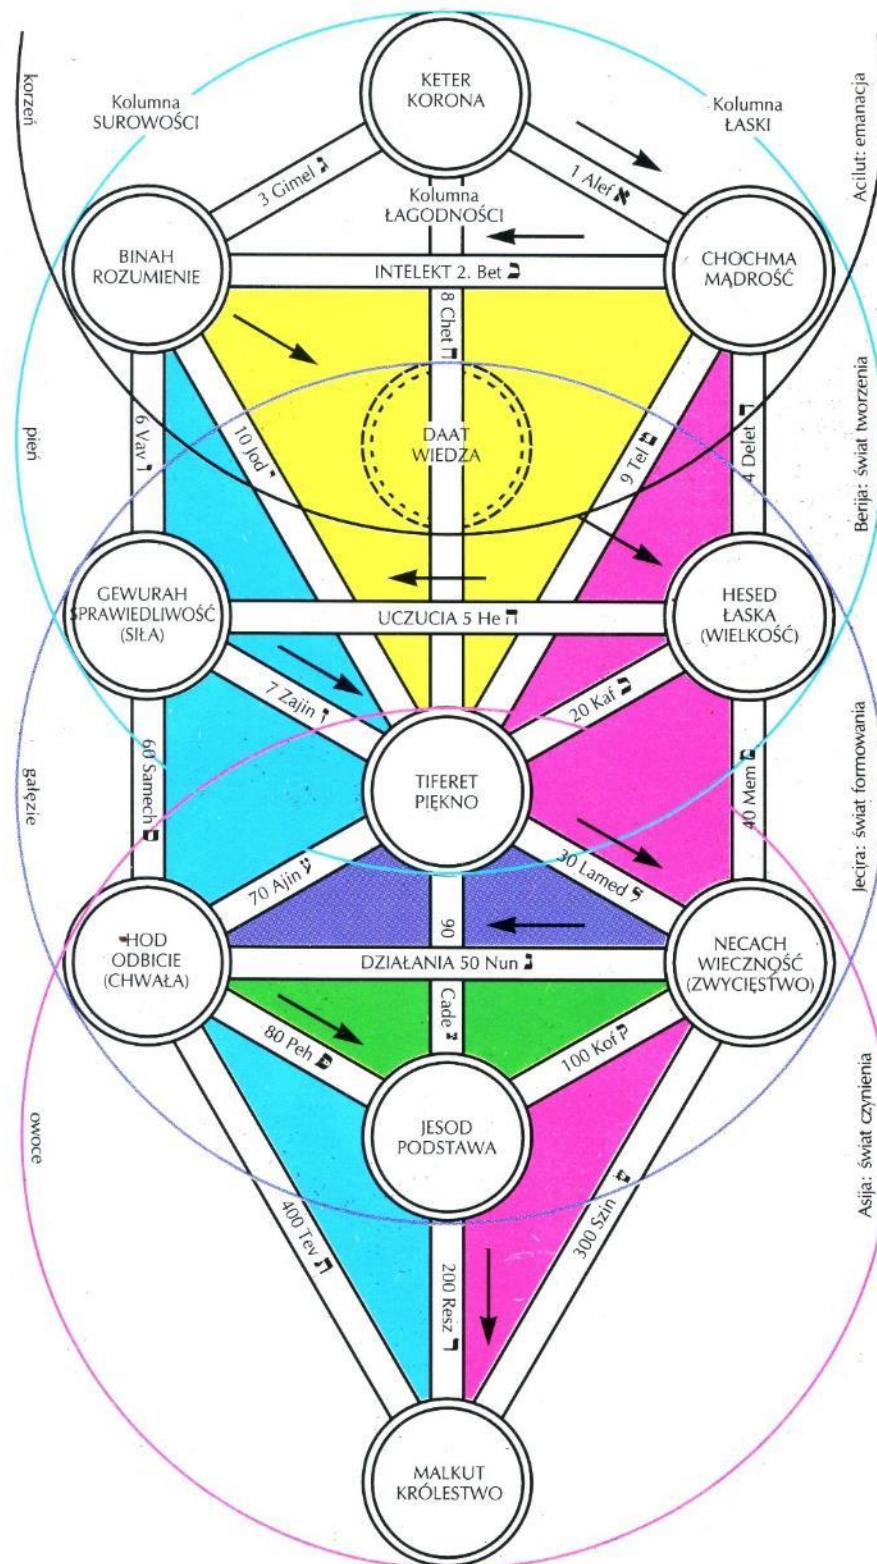 KETER
KORONA
Kolumna
SUROWOŚCI
Kolumna
ŁASKI
korzeń
Acilut: emanacja
3 Gimel ג
1 Alef א
Kolumna
ŁAGODNOŚCI
BINAH
ROZUMIENIE
CHOCHMA
MĄDROŚĆ
INTELEKT 2. Bet ב
8 Chet ח
pień
Berija: świat tworzenia
6 Vav ו
10 Jod י
DAAT
WIEDZA
9 Tel ט
4 Delet ד
GEWURAH
SPRAWIEDLIWOŚĆ
(SIŁA)
HESED
ŁASKA
(WIELKOŚĆ)
UCZUCIA 5 He ה
7 Zajin ז
20 Kaf כ
gałęzie
Jecira: świat formowania
60 Samech ס
TIFERET
PIĘKNO
40 Mem מ
70 Ajin ע
30 Lamed ל
90
Cade צ
HOD
ODBICIE
(CHWAŁA)
NECACH
WIECZNOŚĆ
(ZWYCIĘSTWO)
DZIAŁANIA 50 Nun נ
80 Peh פ
100 Kof ק
owoce
Asija: świat czynienia
JESOD
PODSTAWA
400 Tev ת
200 Resz ר
300 Szin ש
MALKUT
KRÓLESTWO